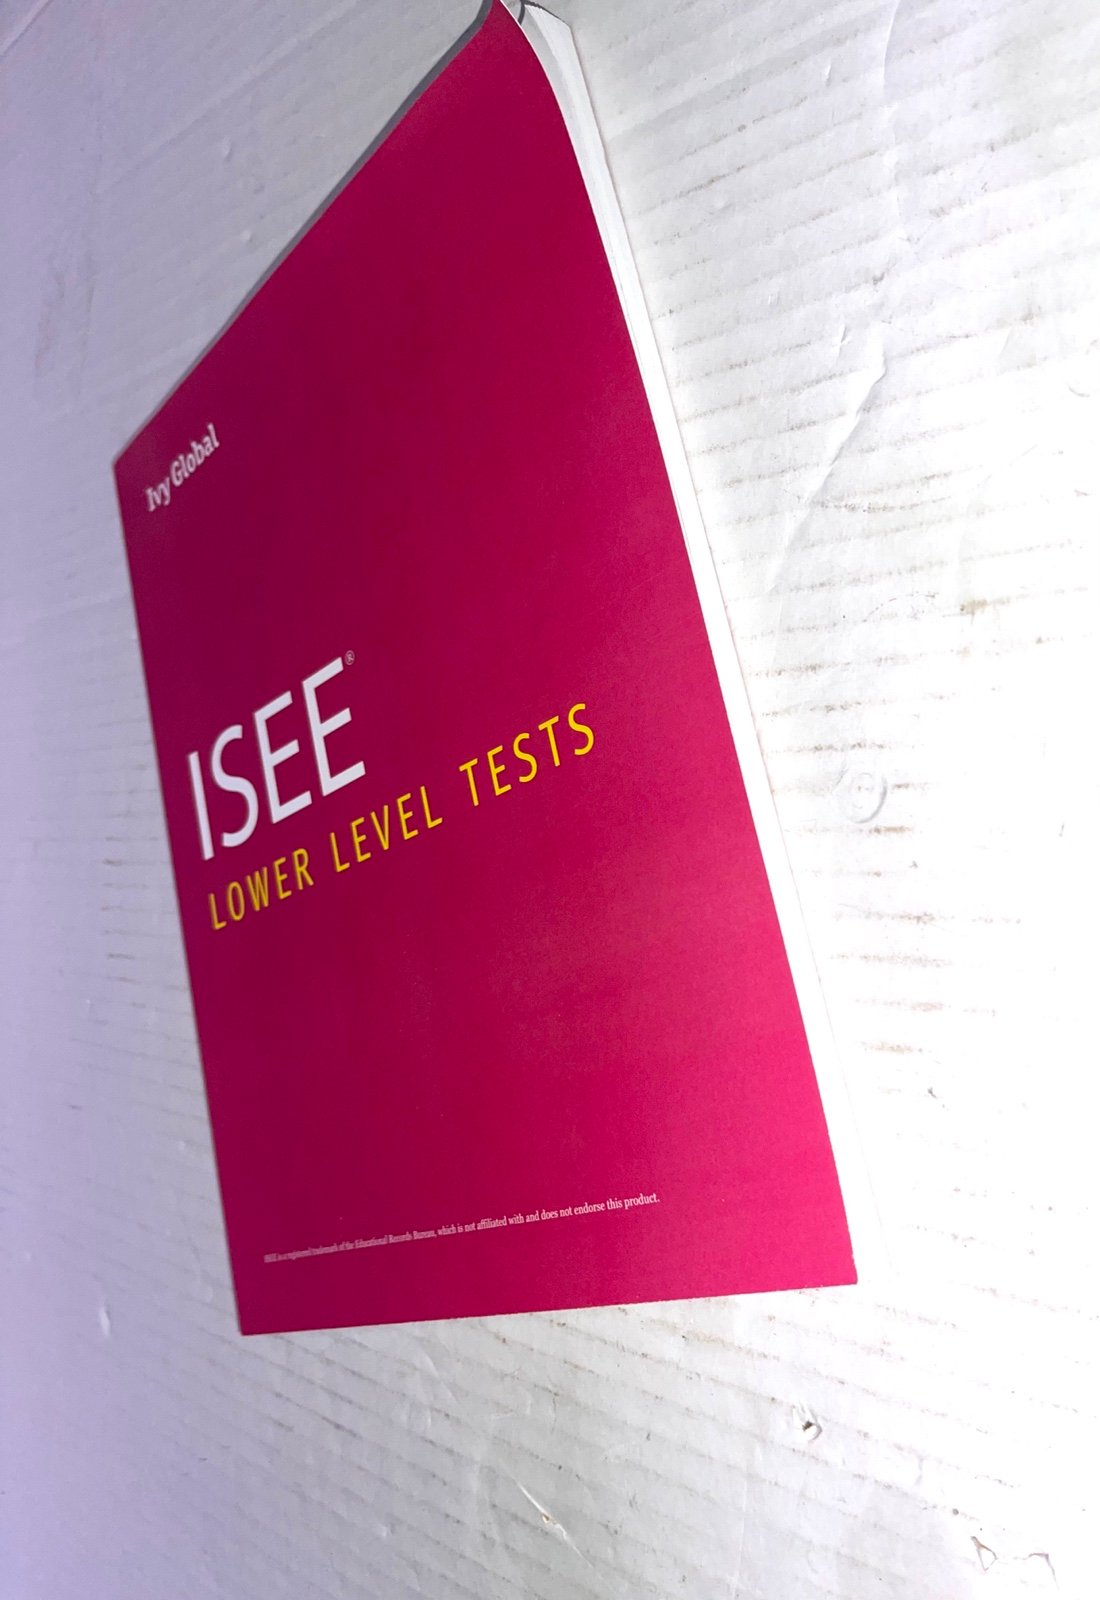 Ivy Global
ISEE®
LOWER LEVEL TESTS
ISEE is a registered trademark of the Educational Records Bureau, which is not affiliated with and does not endorse this product.